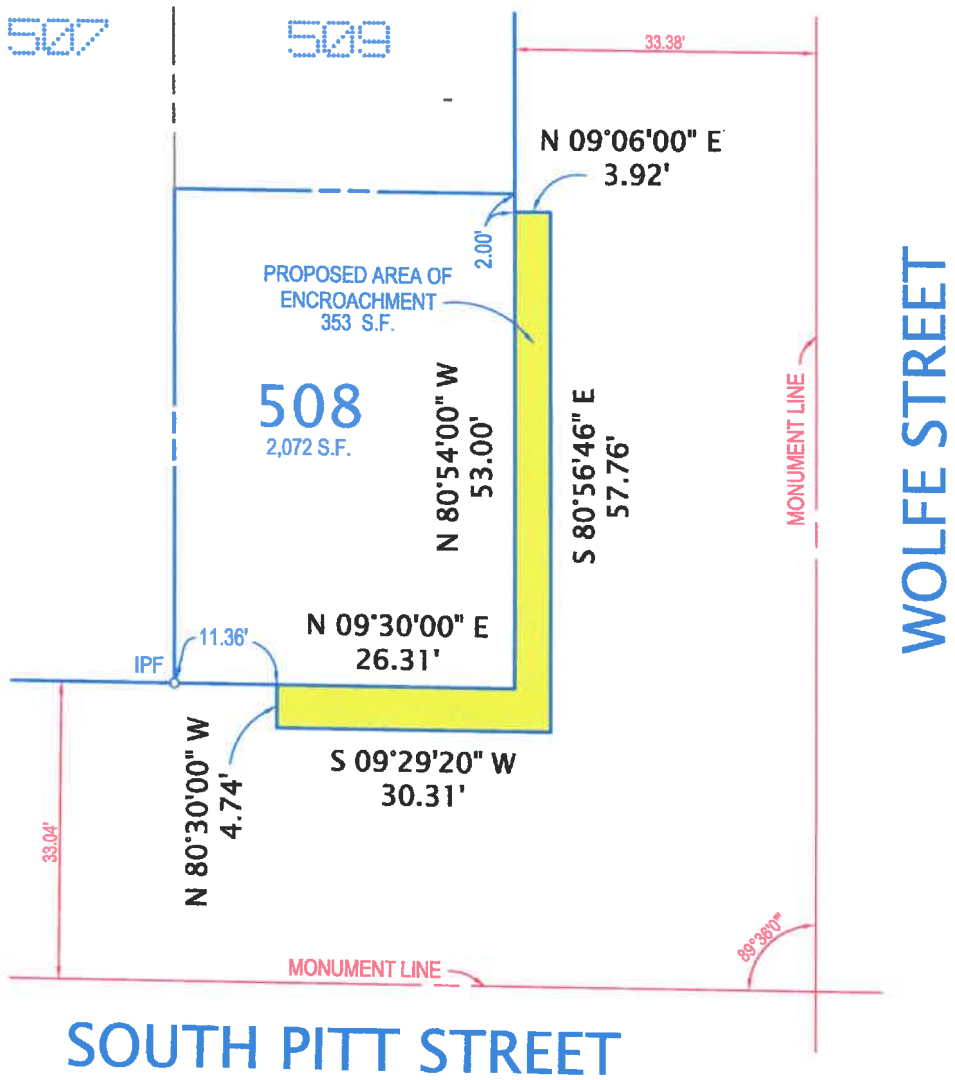 507
509
33.38'
N 09°06'00" E
3.92'
2.00'
PROPOSED AREA OF
ENCROACHMENT
353 S.F.
508
2,072 S.F.
N 80°54'00" W
53.00'
S 80°56'46" E
57.76'
MONUMENT LINE
WOLFE STREET
N 09°30'00" E
26.31'
11.36'
IPF
N 80°30'00" W
4.74'
S 09°29'20" W
30.31'
33.04'
89°36'0"
MONUMENT LINE
SOUTH PITT STREET